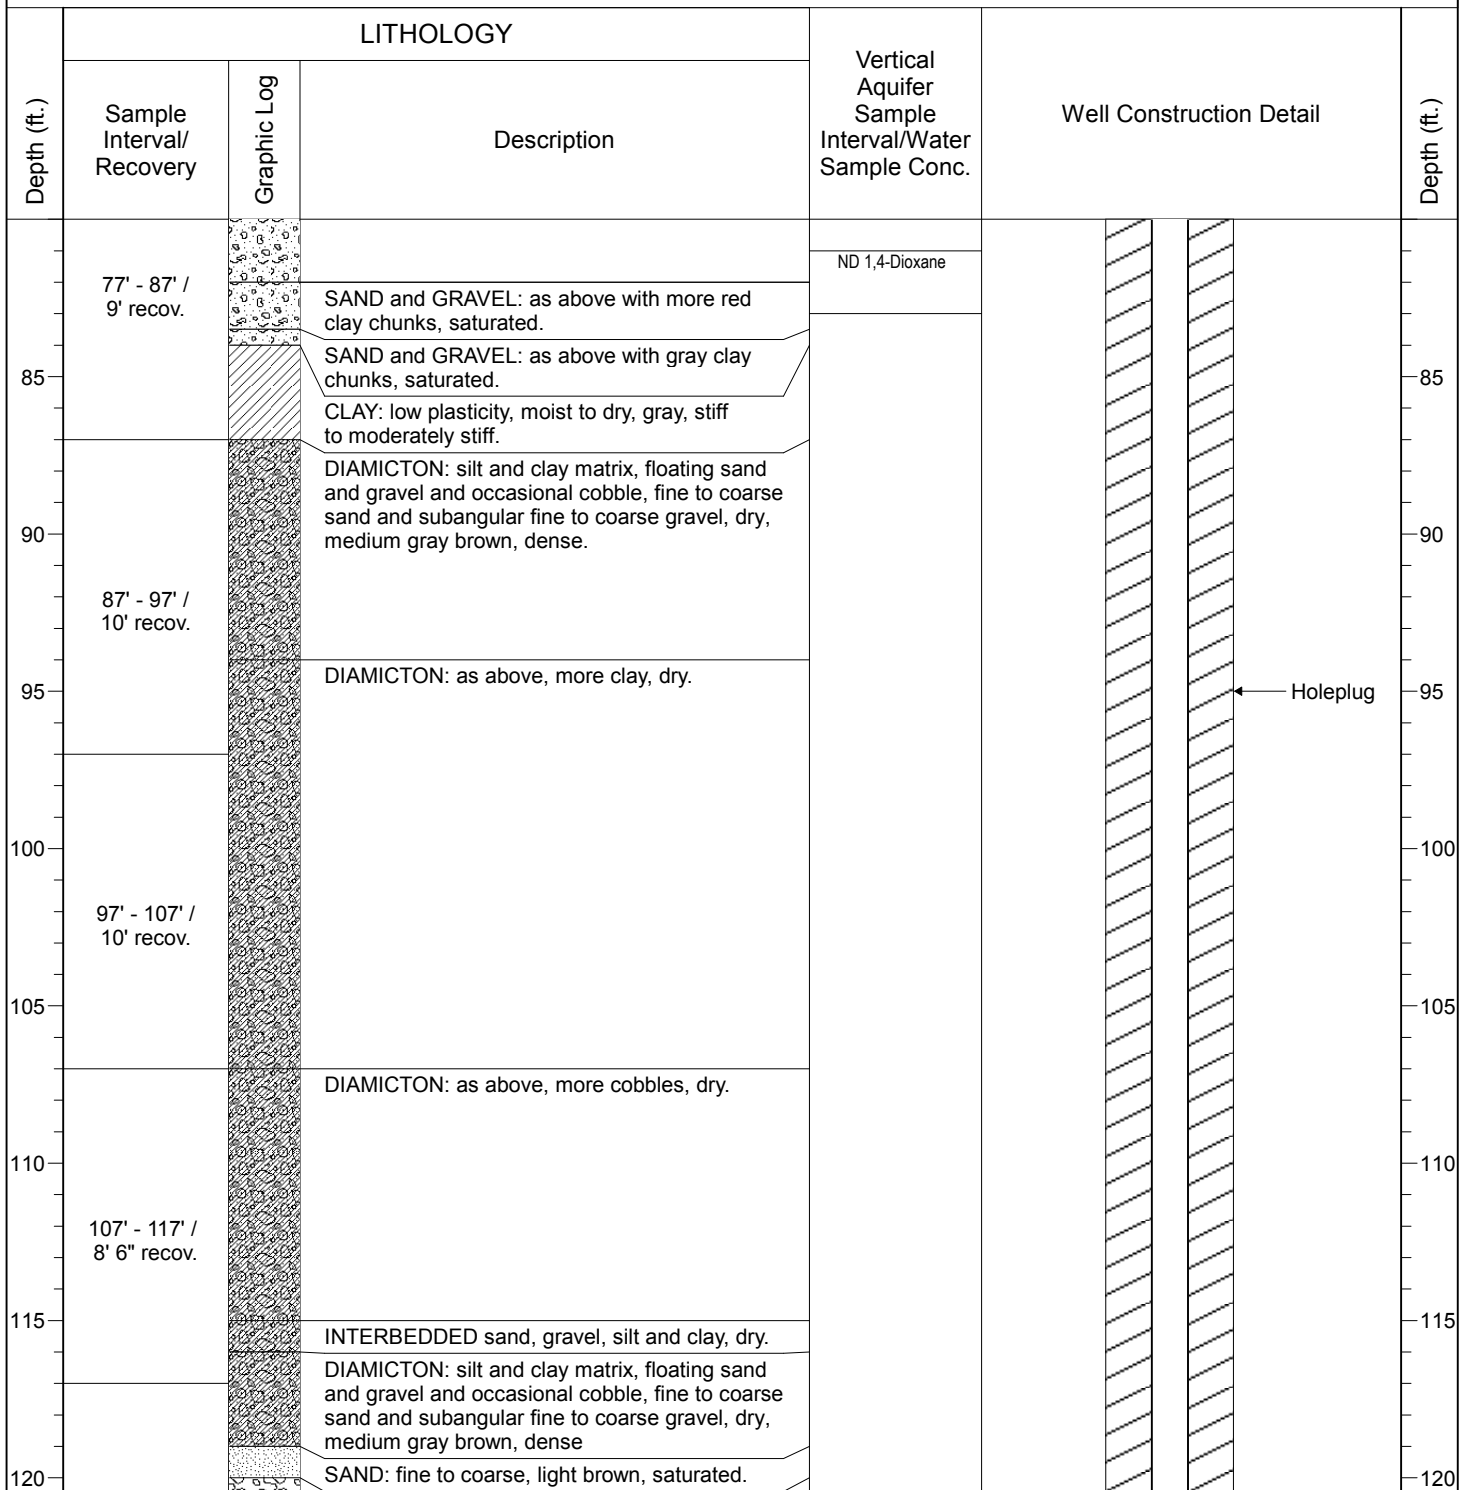 LITHOLOGY
Depth (ft.)
Sample
Interval/
Recovery
Graphic Log
Description
Vertical
Aquifer
Sample
Interval/Water
Sample Conc.
Well Construction Detail
Depth (ft.)
ND 1,4-Dioxane
77' - 87' /
9' recov.
SAND and GRAVEL: as above with more red
clay chunks, saturated.
SAND and GRAVEL: as above with gray clay
chunks, saturated.
85
85
CLAY: low plasticity, moist to dry, gray, stiff
to moderately stiff.
DIAMICTON: silt and clay matrix, floating sand
and gravel and occasional cobble, fine to coarse
sand and subangular fine to coarse gravel, dry,
medium gray brown, dense.
90
90
87' - 97' /
10' recov.
DIAMICTON: as above, more clay, dry.
95
Holeplug
95
100
100
97' - 107' /
10' recov.
105
105
DIAMICTON: as above, more cobbles, dry.
110
110
107' - 117' /
8' 6" recov.
115
115
INTERBEDDED sand, gravel, silt and clay, dry.
DIAMICTON: silt and clay matrix, floating sand
and gravel and occasional cobble, fine to coarse
sand and subangular fine to coarse gravel, dry,
medium gray brown, dense
SAND: fine to coarse, light brown, saturated.
120
120